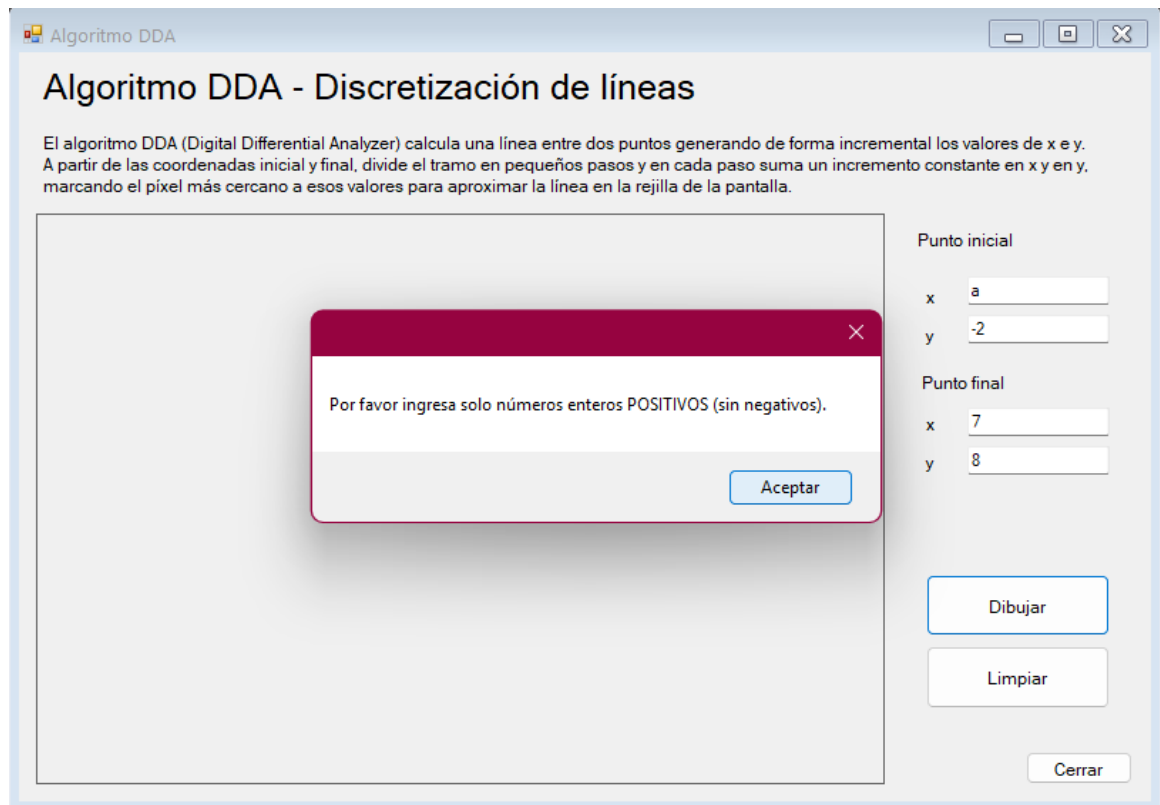 Algoritmo DDA
Algoritmo DDA - Discretización de líneas
El algoritmo DDA (Digital Differential Analyzer) calcula una línea entre dos puntos generando de forma incremental los valores de x e y.
A partir de las coordenadas inicial y final, divide el tramo en pequeños pasos y en cada paso suma un incremento constante en x y en y,
marcando el píxel más cercano a esos valores para aproximar la línea en la rejilla de la pantalla.
Por favor ingresa solo números enteros POSITIVOS (sin negativos).
Aceptar
Punto inicial
x a
y -2
Punto final
x 7
y 8
Dibujar
Limpiar
Cerrar